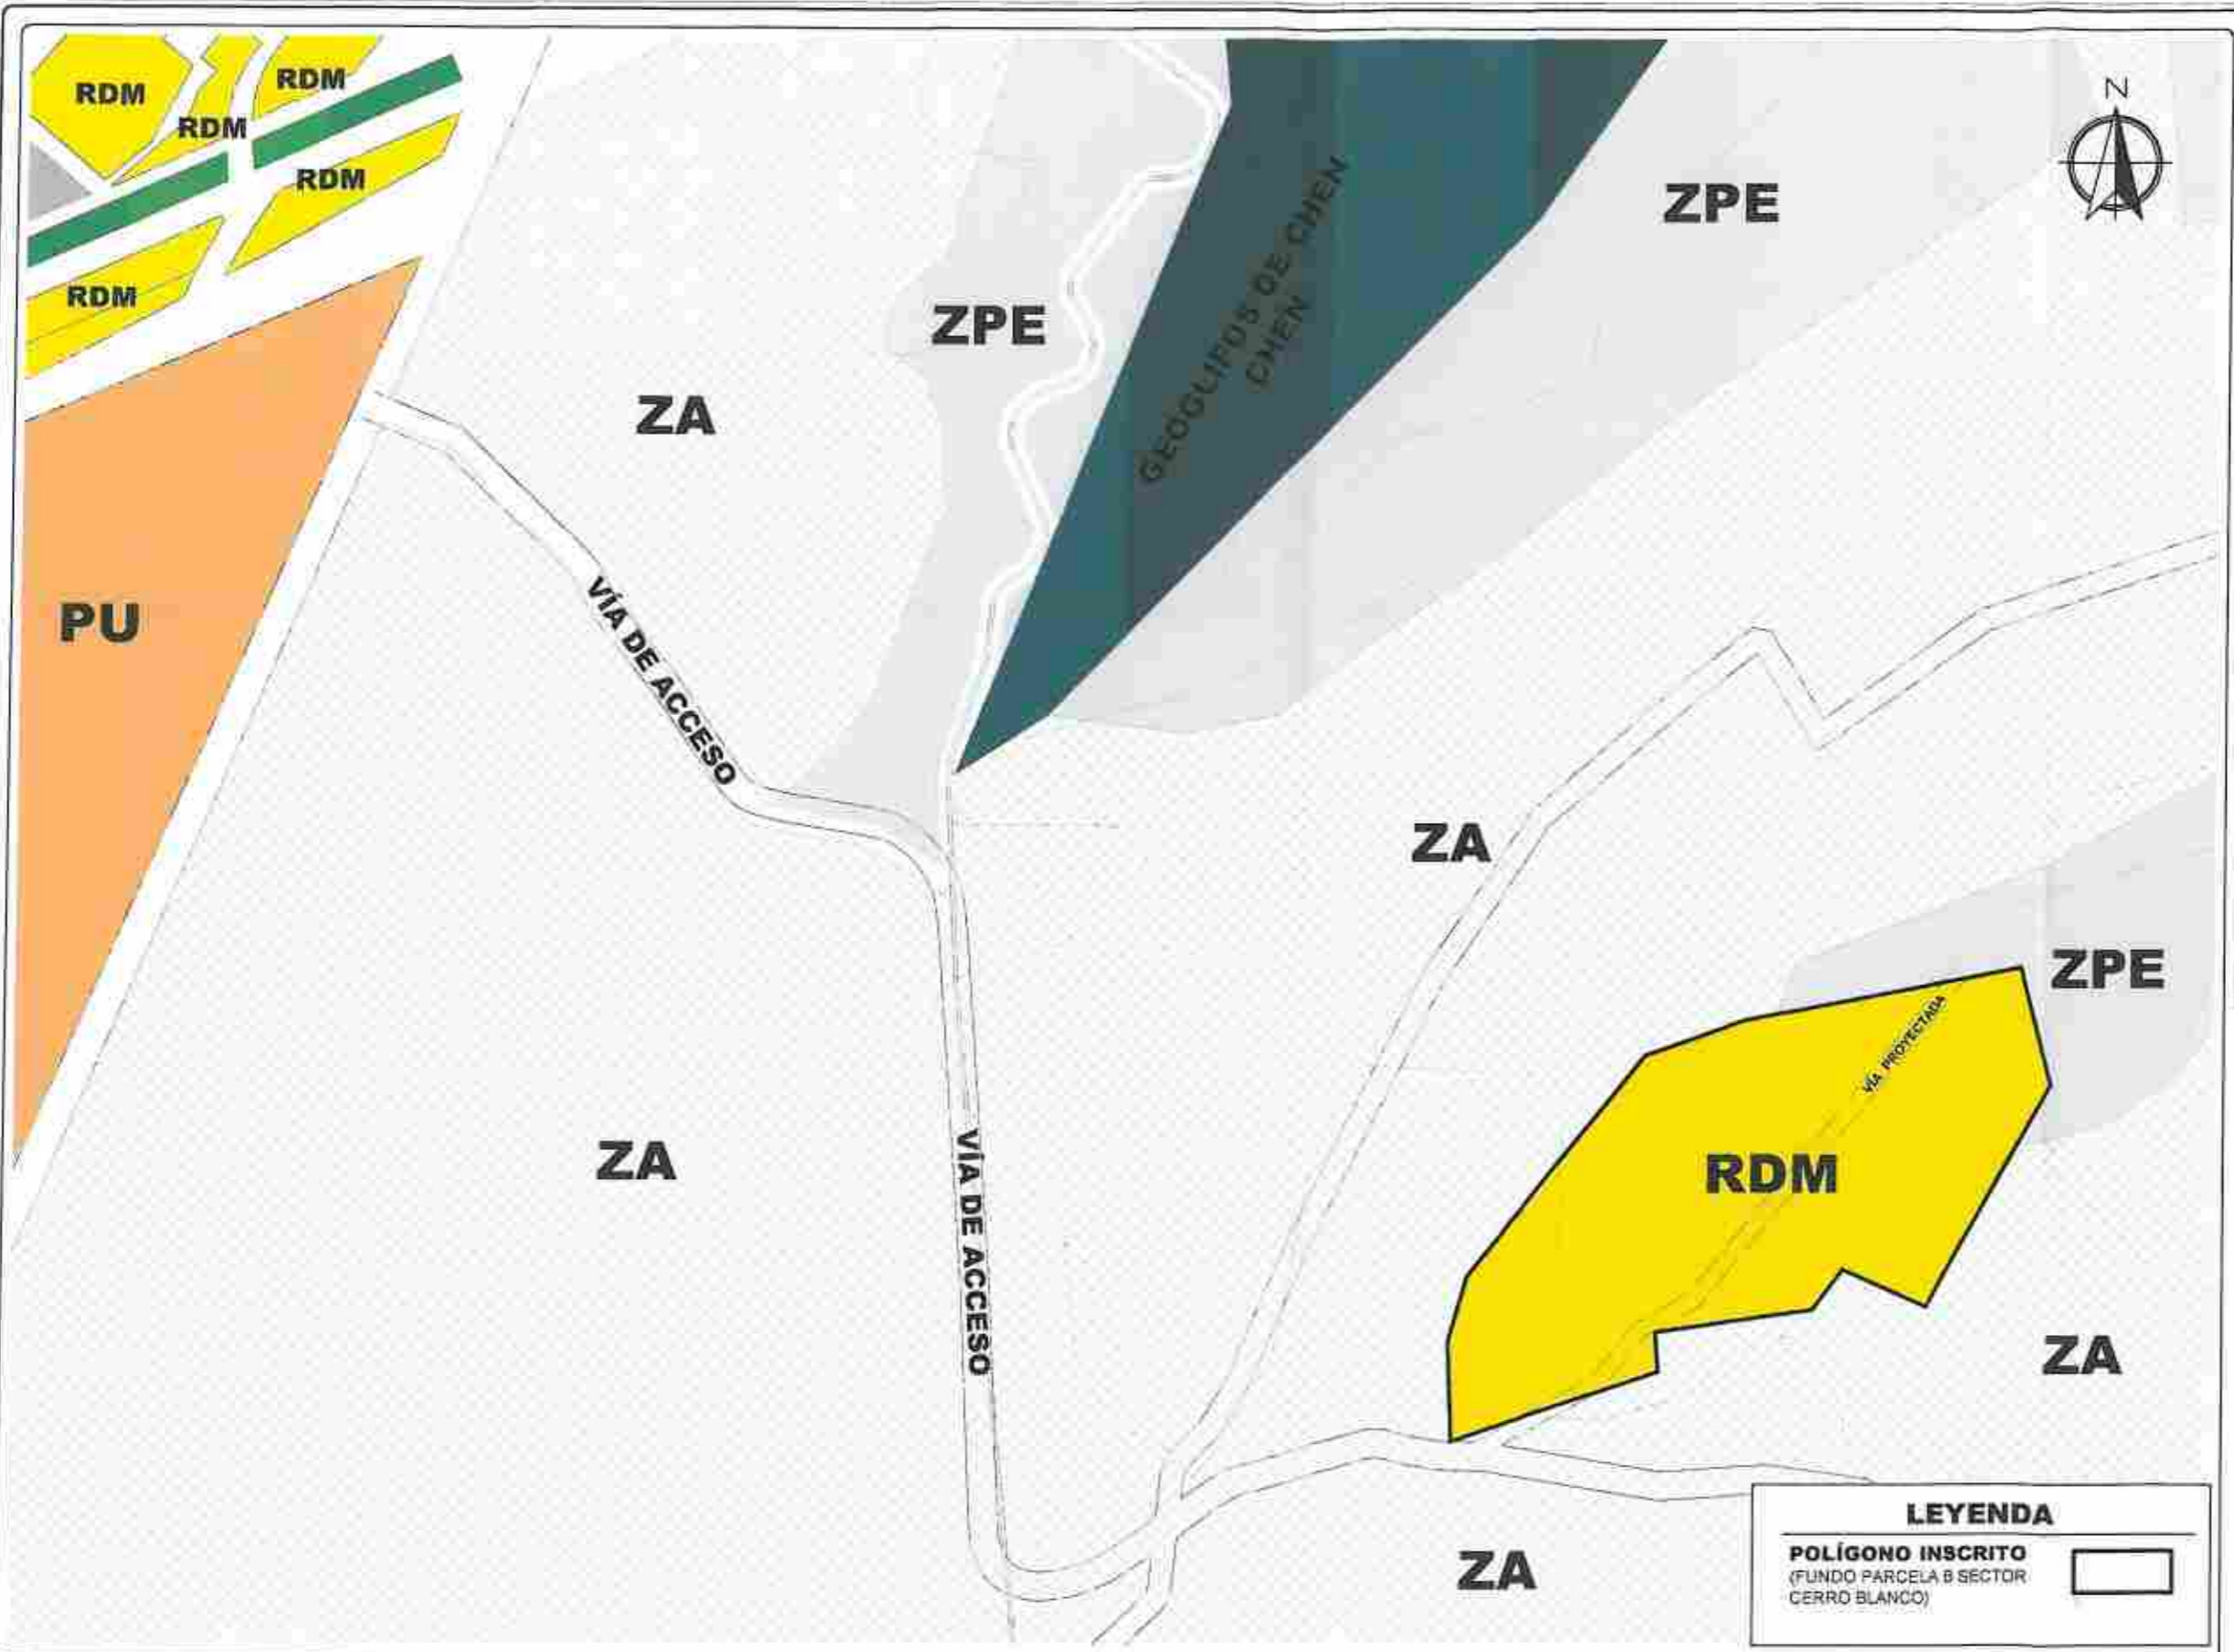 RDM
RDM
RDM
RDM
RDM
PU
ZA
ZPE
GEOGLIFOS DE CHEN
CHEN
ZPE
N
VÍA DE ACCESO
ZA
ZPE
VÍA PROYECTADA
RDM
ZA
VÍA DE ACCESO
ZA
ZA
LEYENDA
POLÍGONO INSCRITO
(FUNDO PARCELA B SECTOR
CERRO BLANCO)